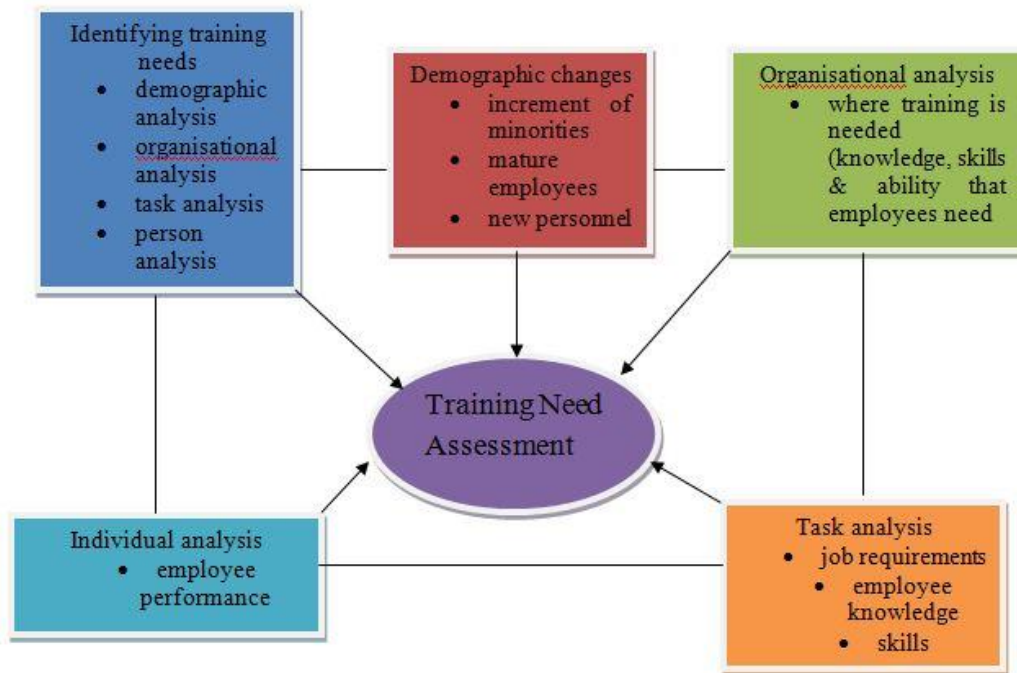 Identifying training
needs
• demographic
analysis
• organisational
analysis
• task analysis
• person
analysis
Demographic changes
• increment of
minorities
• mature
employees
• new personnel
Organisational analysis
• where training is
needed
(knowledge, skills
& ability that
employees need
Training Need
Assessment
Individual analysis
• employee
performance
Task analysis
• job requirements
• employee
knowledge
• skills